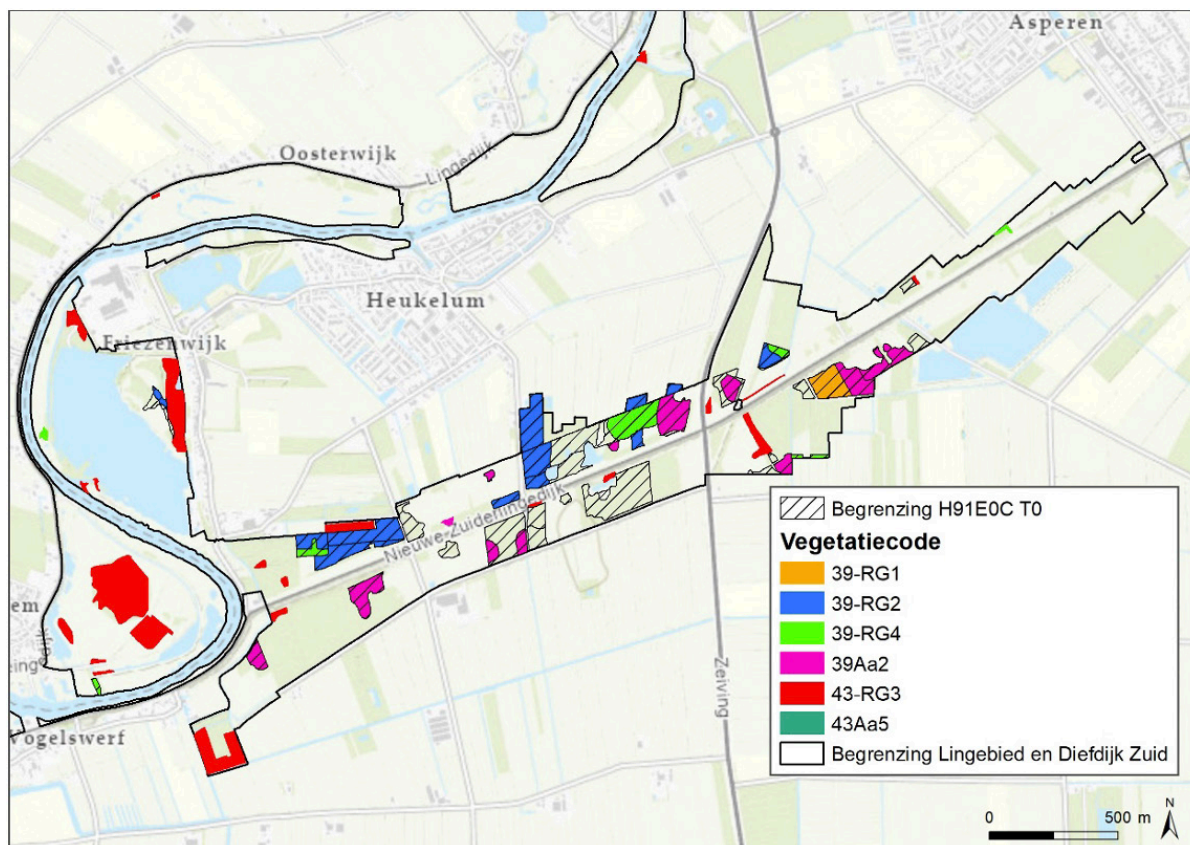 Asperen
Oosterwijk
Lingedijk
Heukelum
Friezenwijk
Nieuwe-Zuiderlingedijk
Zeiving
Vogelswerf
Begrenzing H91E0C T0
Vegetatiecode
39-RG1
39-RG2
39-RG4
39Aa2
43-RG3
43Aa5
Begrenzing Lingebied en Diefdijk Zuid
0 500 m
N